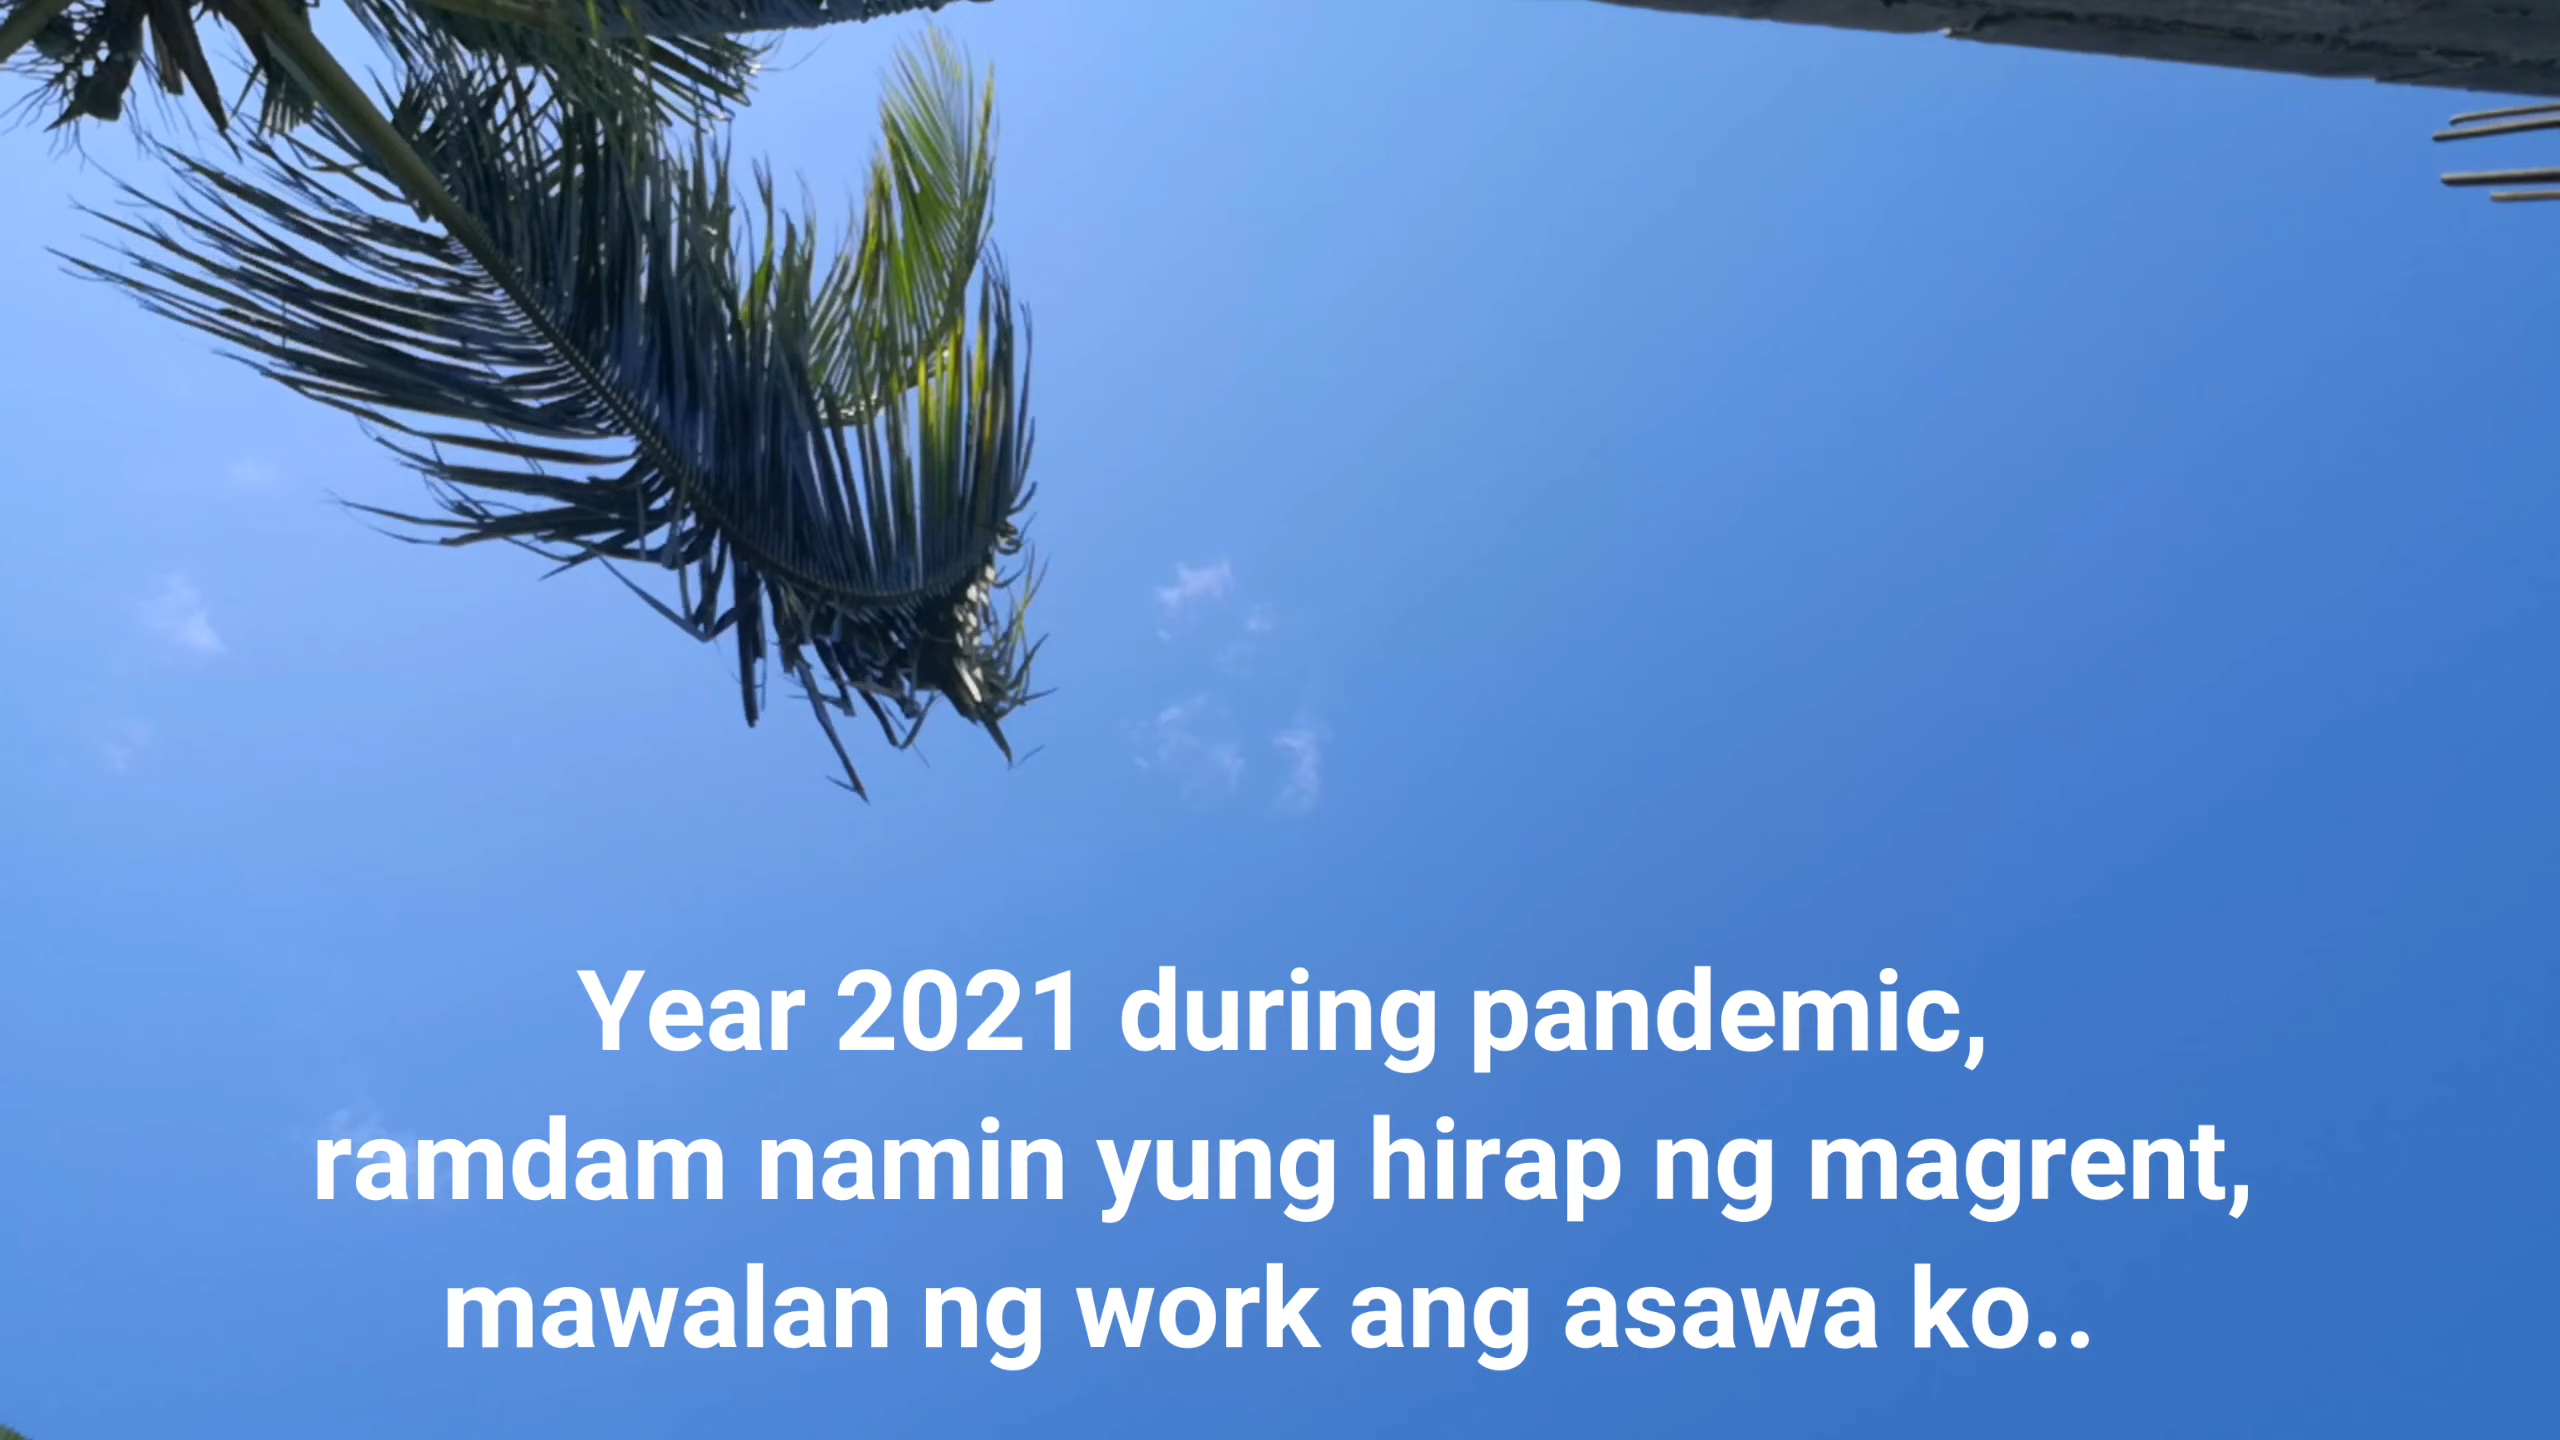 Year 2021 during pandemic,
ramdam namin yung hirap ng magrent,
mawalan ng work ang asawa ko..